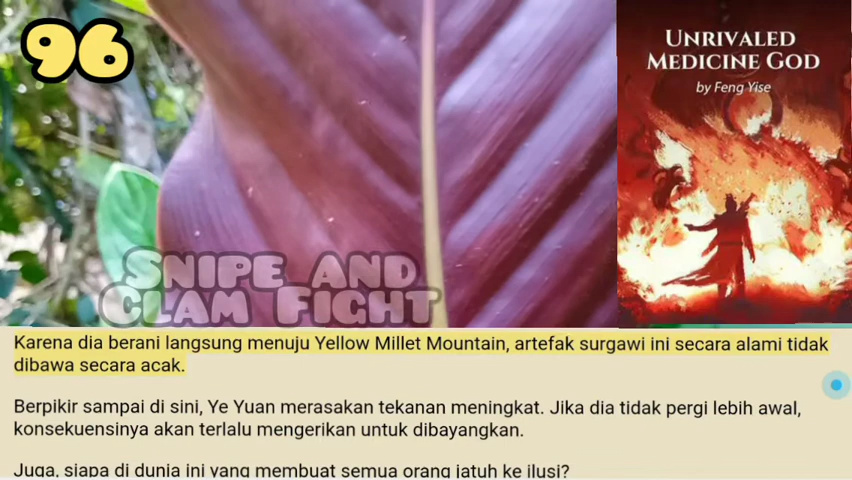 96
UNRIVALED
MEDICINE GOD
by Feng Yise
SNIPE AND
CLAM FIGHT
Karena dia berani langsung menuju Yellow Millet Mountain, artefak surgawi ini secara alami tidak
dibawa secara acak.
Berpikir sampai di sini, Ye Yuan merasakan tekanan meningkat. Jika dia tidak pergi lebih awal,
konsekuensinya akan terlalu mengerikan untuk dibayangkan.
Juga, siapa di dunia ini yang membuat semua orang jatuh ke ilusi?